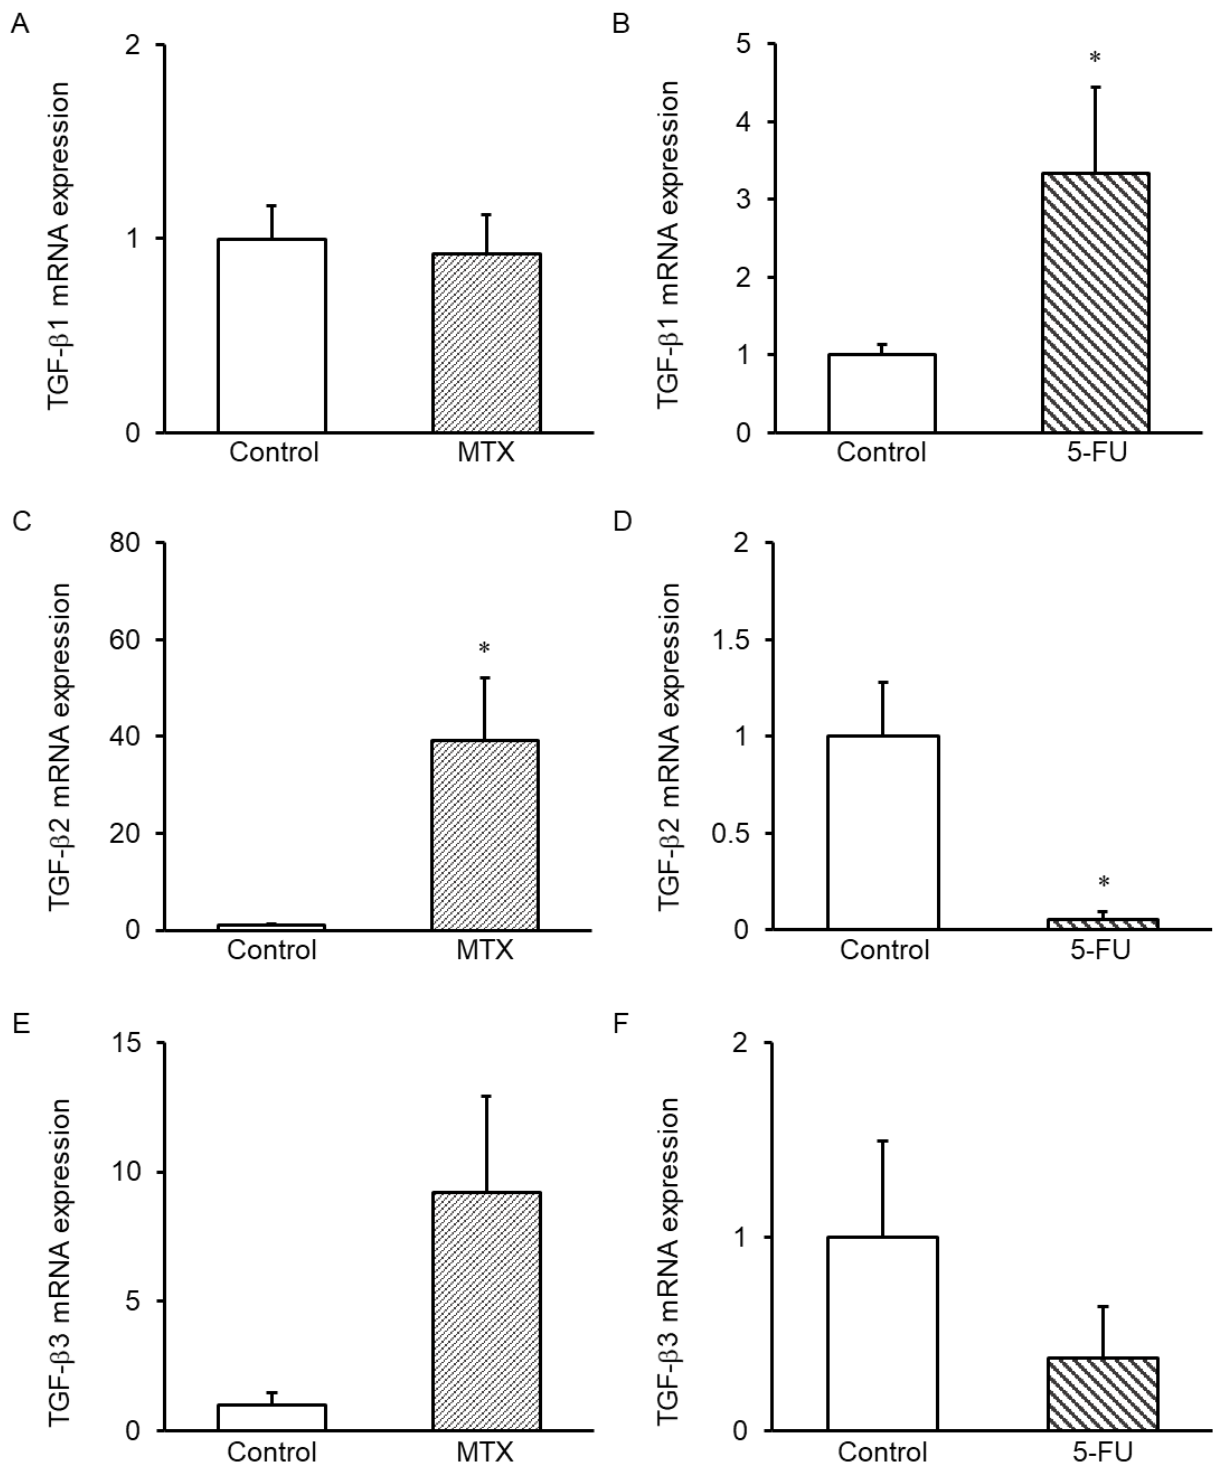 A
TGF-β1 mRNA expression
2
1
0
Control MTX
B
TGF-β1 mRNA expression
5
4
3
2
1
0
*
Control 5-FU
C
TGF-β2 mRNA expression
80
60
40
20
0
*
Control MTX
D
TGF-β2 mRNA expression
2
1.5
1
0.5
0
*
Control 5-FU
E
TGF-β3 mRNA expression
15
10
5
0
Control MTX
F
TGF-β3 mRNA expression
2
1
0
Control 5-FU